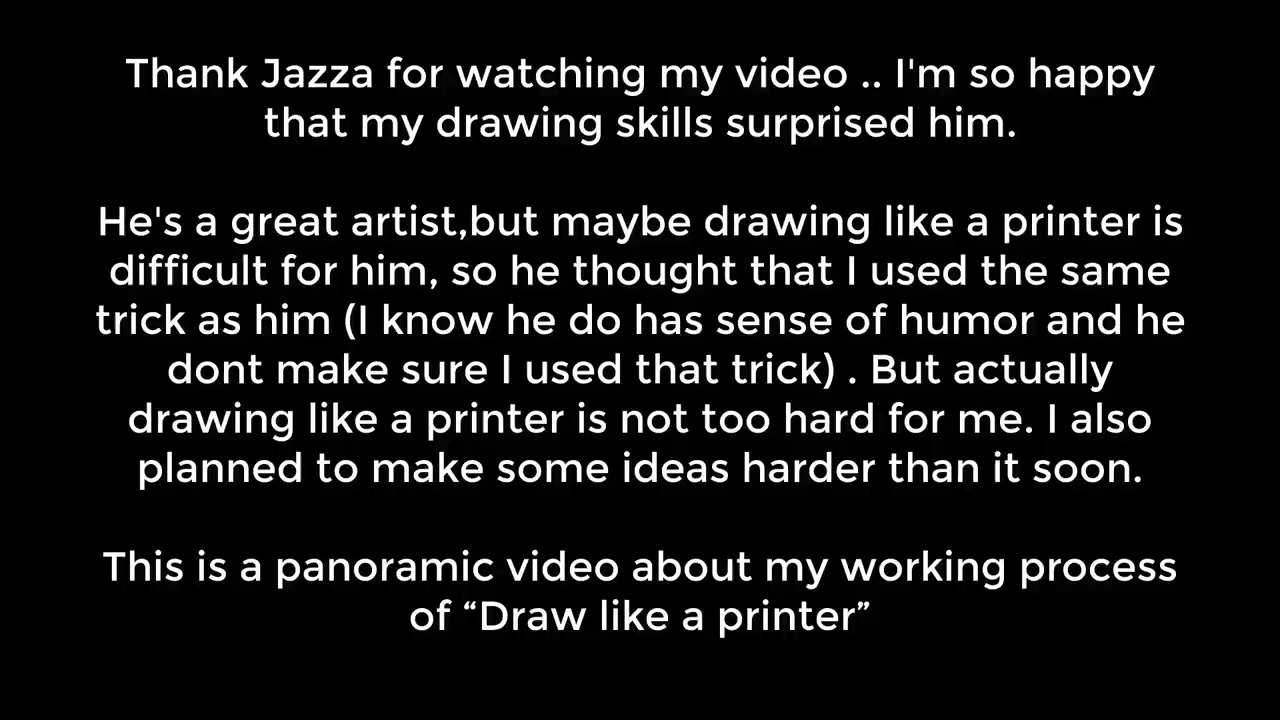 Thank Jazza for watching my video .. I'm so happy
that my drawing skills surprised him.
He's a great artist,but maybe drawing like a printer is
difficult for him, so he thought that I used the same
trick as him (I know he do has sense of humor and he
dont make sure I used that trick) . But actually
drawing like a printer is not too hard for me. I also
planned to make some ideas harder than it soon.
This is a panoramic video about my working process
of “Draw like a printer”